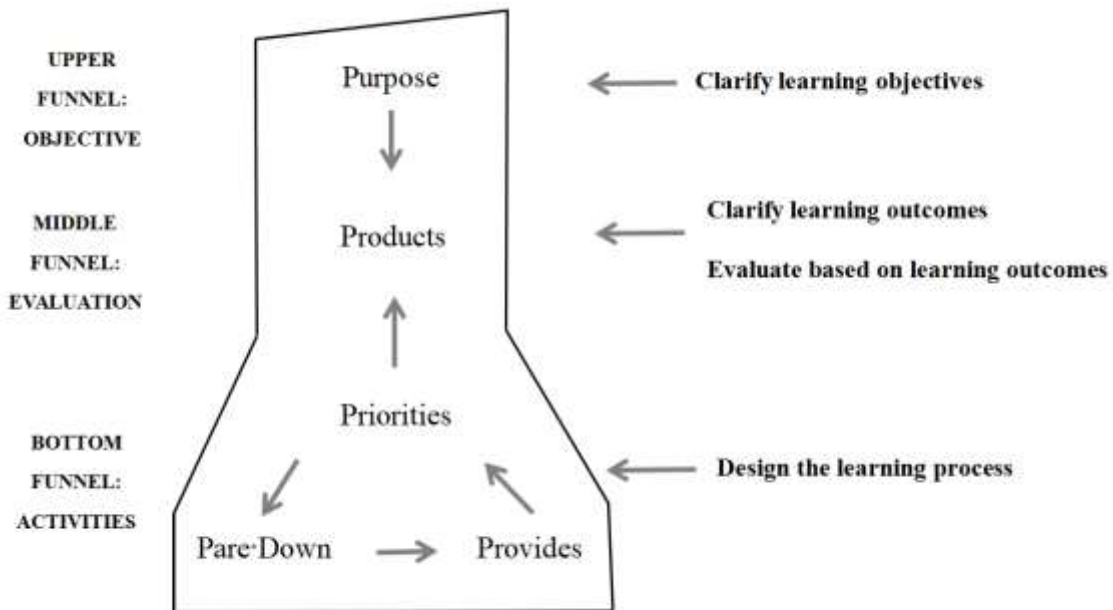 UPPER
FUNNEL:
OBJECTIVE
Purpose
Clarify learning objectives
MIDDLE
FUNNEL:
EVALUATION
Products
Clarify learning outcomes
Evaluate based on learning outcomes
Priorities
BOTTOM
FUNNEL:
ACTIVITIES
Design the learning process
Pare-Down
Provides